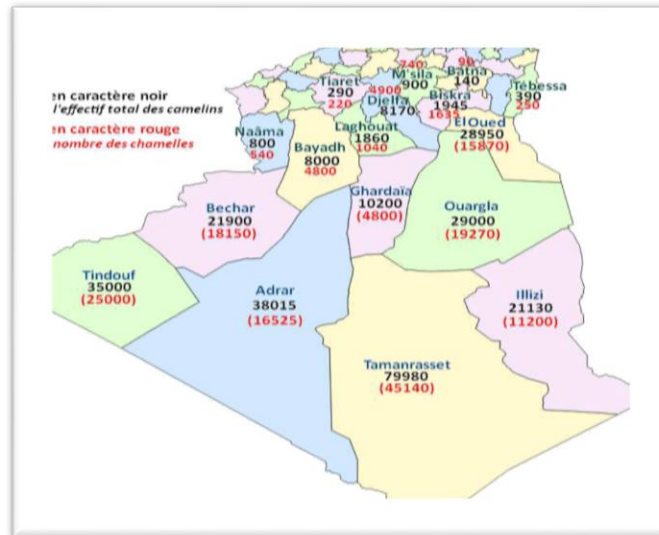 en caractère noir
l'effectif total des camelins
en caractère rouge
nombre des chamelles
740
90
M'sila
900
Batna
140
Tiaret
290
220
4900
Djelfa
8170
Biskra
1945
1635
Tébessa
390
250
El Oued
28950
(15870)
Naâma
800
540
Laghouat
1860
1040
Bayadh
8000
4800
Ghardaïa
10200
(4800)
Ouargla
29000
(19270)
Bechar
21900
(18150)
Tindouf
35000
(25000)
Adrar
38015
(16525)
Illizi
21130
(11200)
Tamanrasset
79980
(45140)